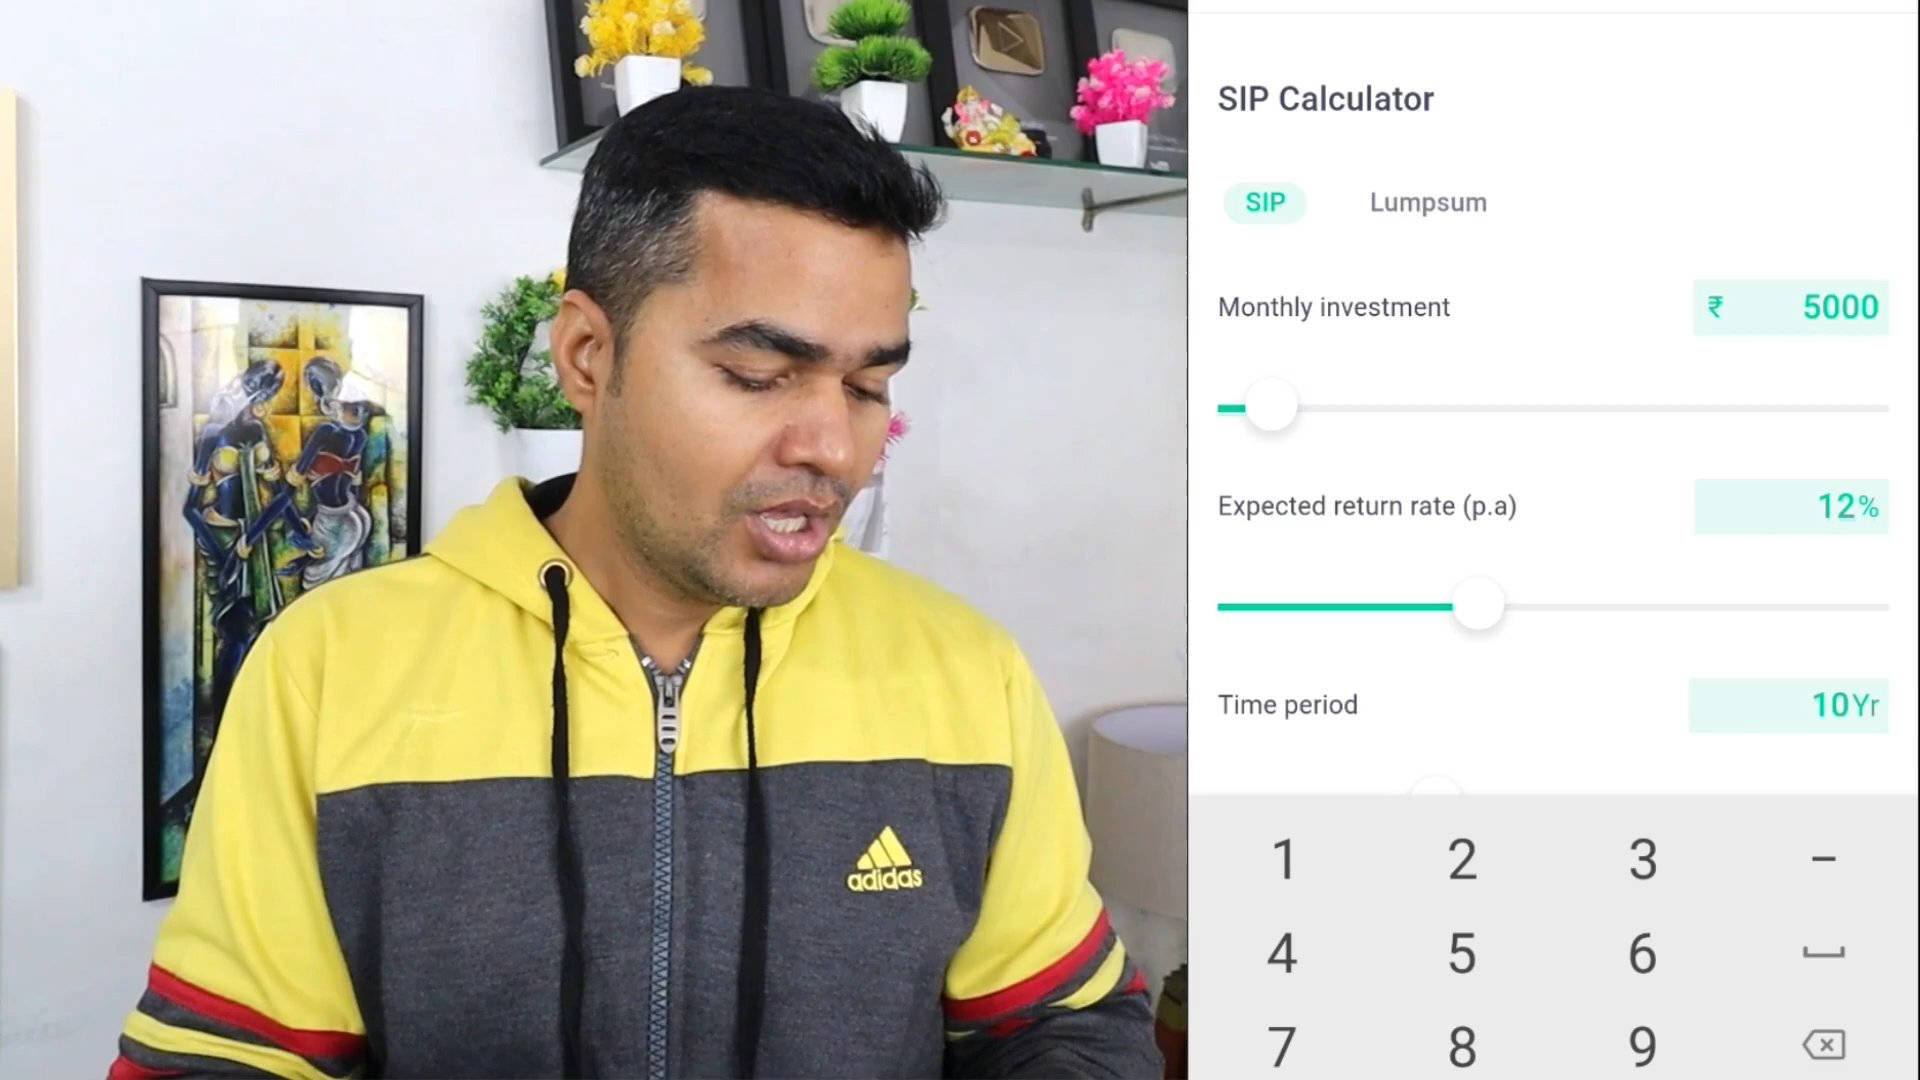 SIP Calculator
SIP Lumpsum
Monthly investment ₹ 5000
Expected return rate (p.a) 12%
Time period 10Yr
1 2 3 -
4 5 6
7 8 9
adidas